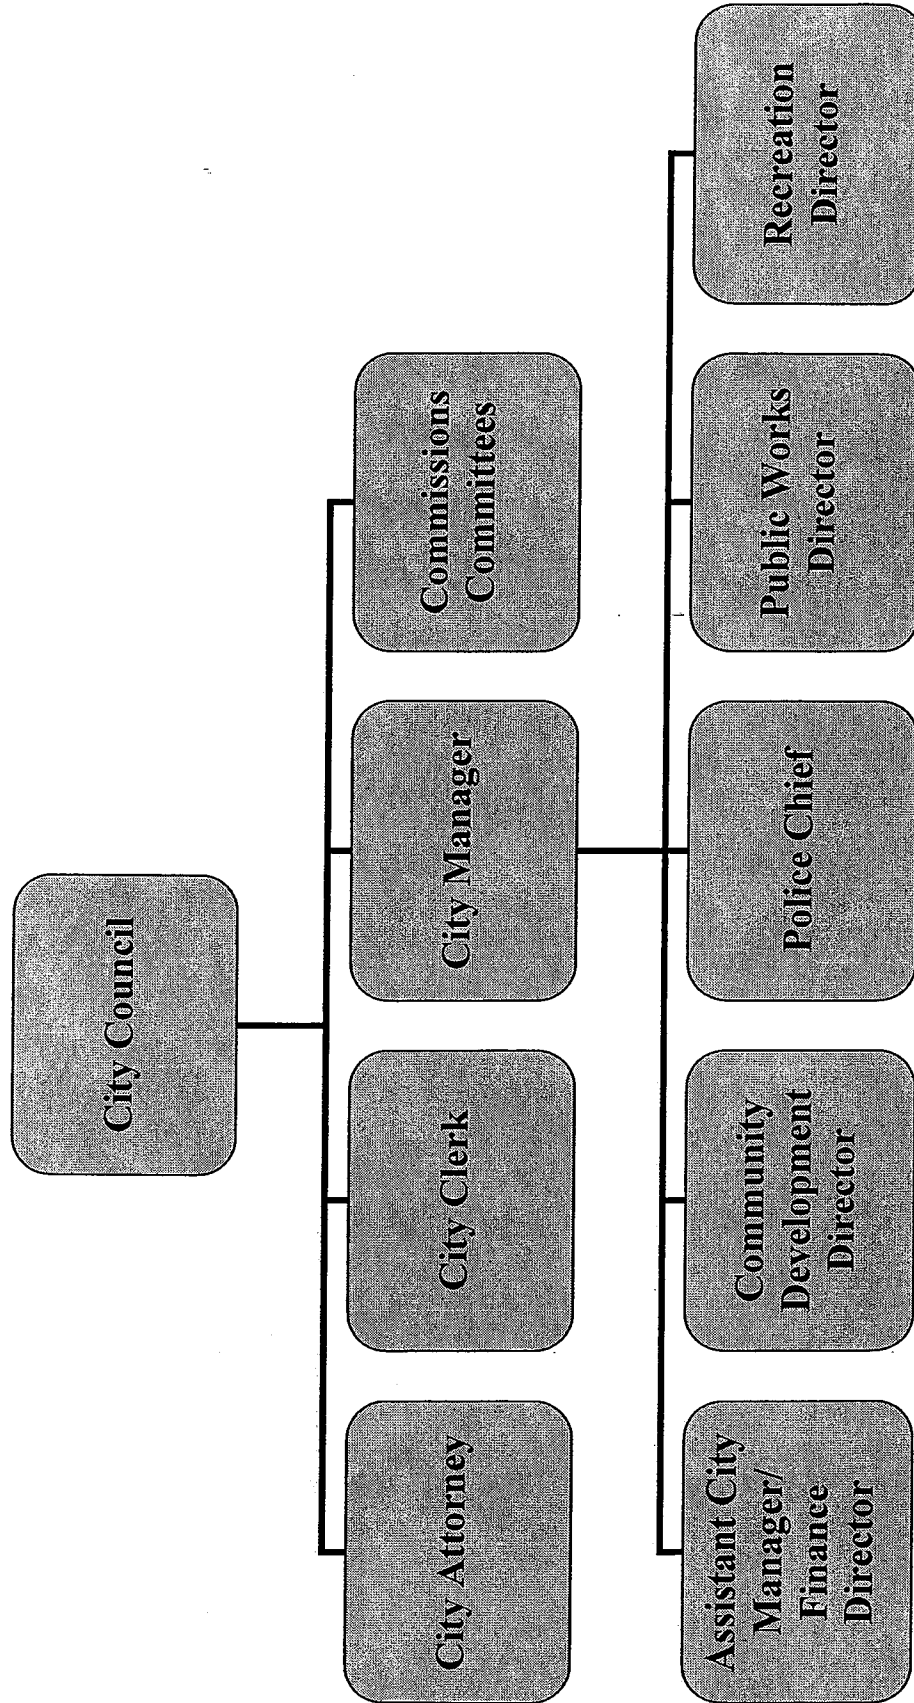 City Council
City Attorney
City Clerk
City Manager
Commissions
Committees
Assistant City
Manager/
Finance
Director
Community
Development
Director
Police Chief
Public Works
Director
Recreation
Director